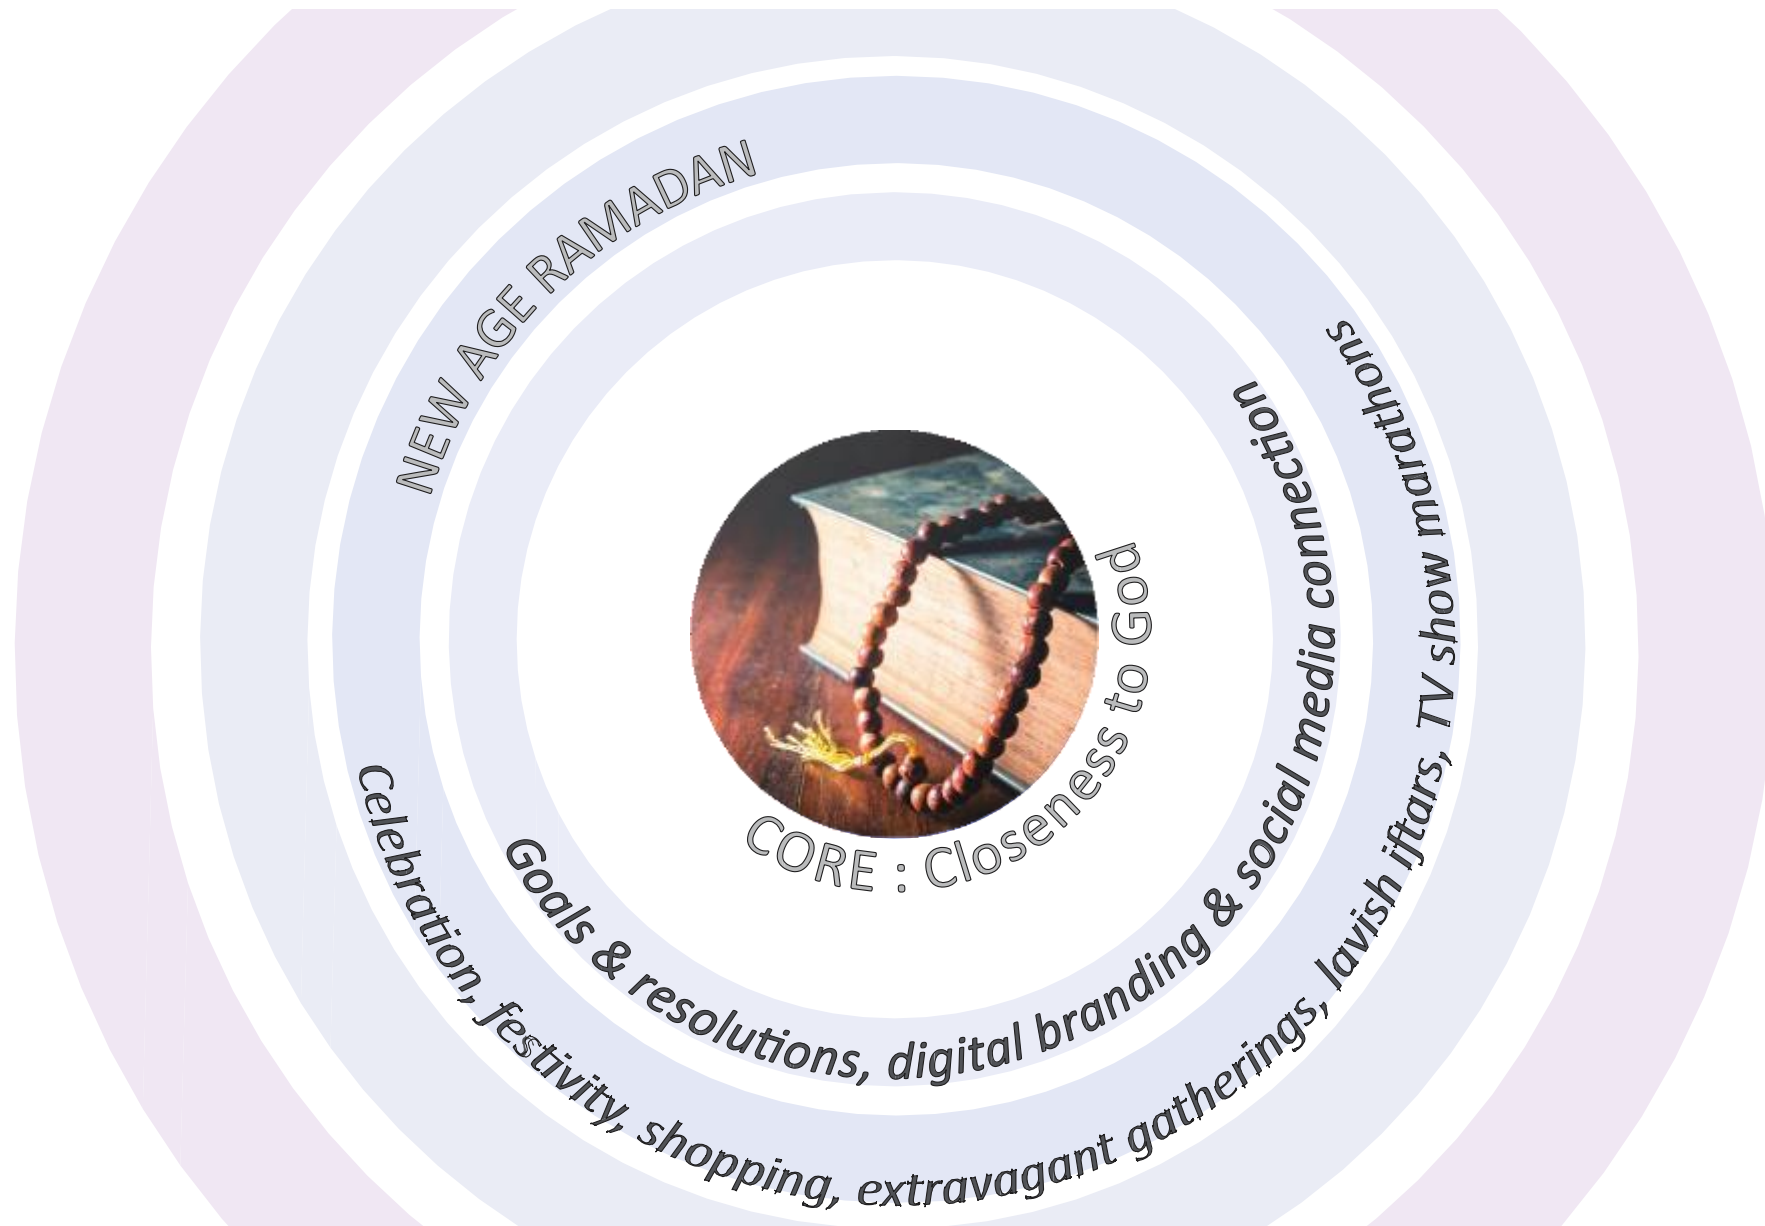 NEW AGE RAMADAN
CORE : Closeness to God
Goals & resolutions, digital branding & social media connection
Celebration, festivity, shopping, extravagant gatherings, lavish iftars, TV show marathons